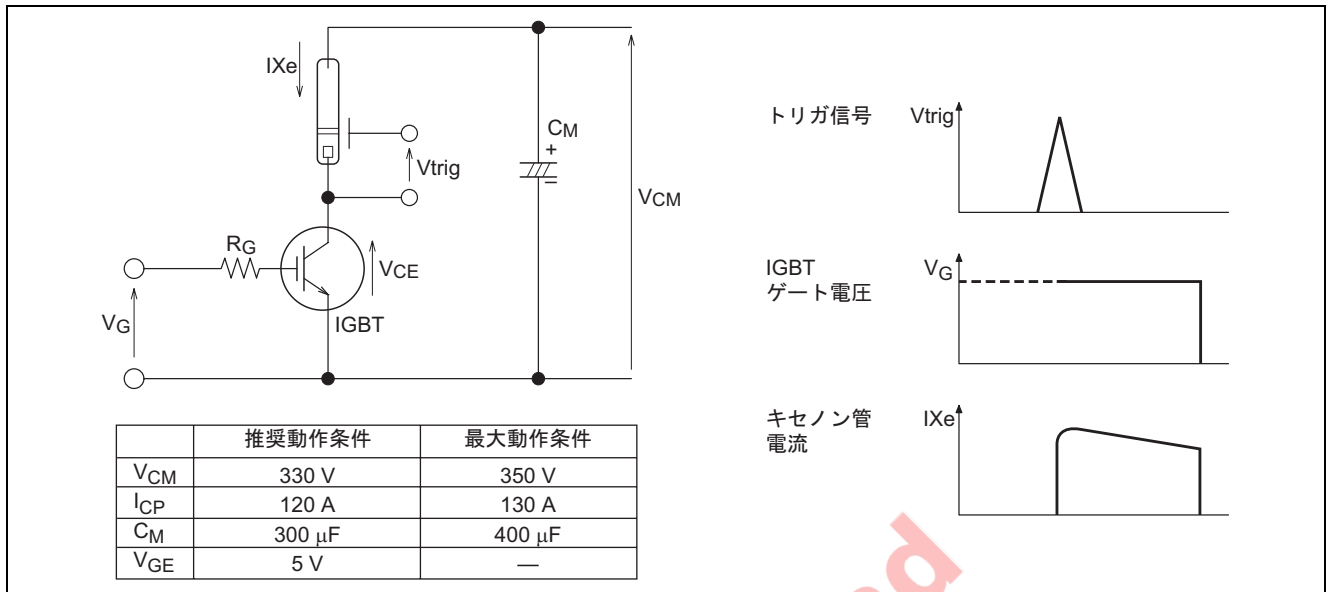 IXe
Vtrig
CM
+
–
VCM
RG
VCE
VG
IGBT
推奨動作条件 最大動作条件
VCM 330 V 350 V
ICP 120 A 130 A
CM 300 μF 400 μF
VGE 5 V —
トリガ信号 Vtrig
IGBT
ゲート電圧
VG
キセノン管
電流
IXe